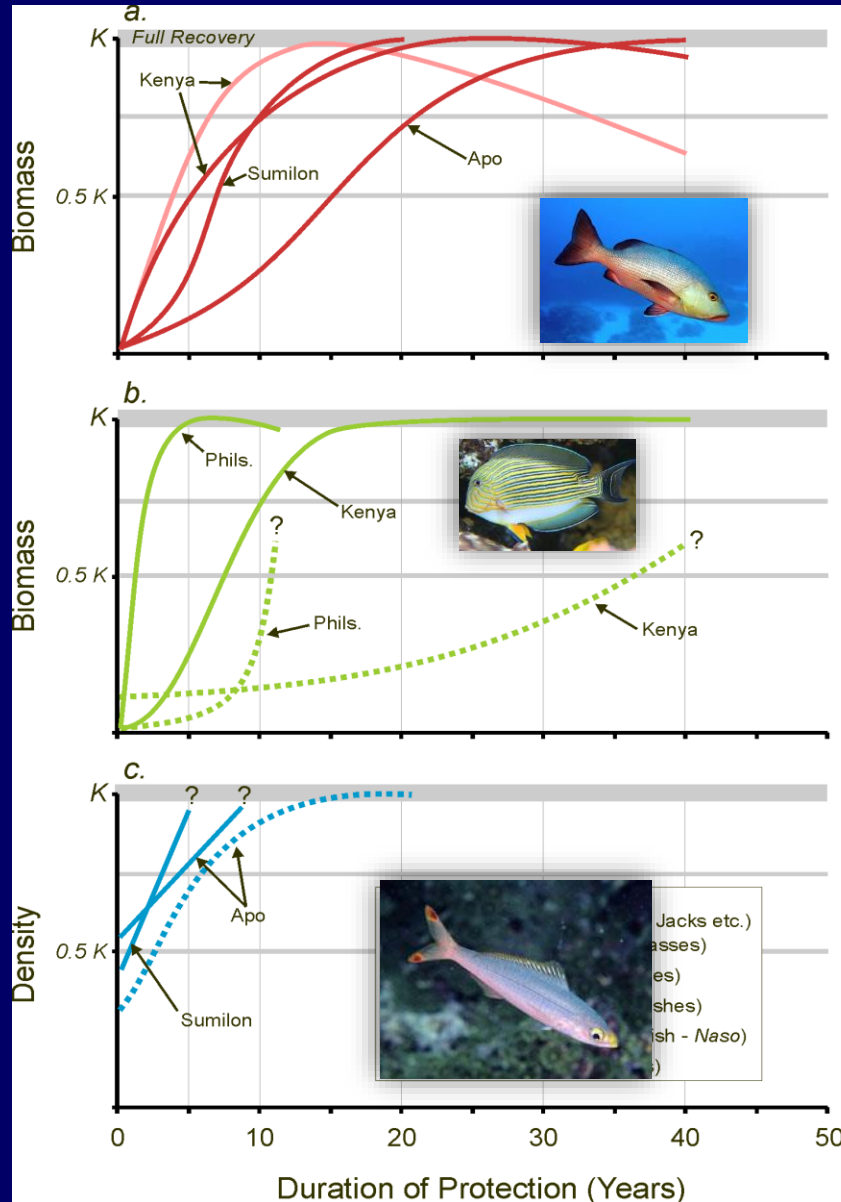 a.
K
Full Recovery
Kenya
Sumilon
Apo
0.5 K
Biomass
b.
K
Phils.
Kenya
?
?
0.5 K
Phils.
Kenya
Biomass
c.
K
? ?
Apo
0.5 K
Sumilon
Density
Jacks etc.)
asses)
es)
shes)
ish - Naso)
s)
0 10 20 30 40 50
Duration of Protection (Years)